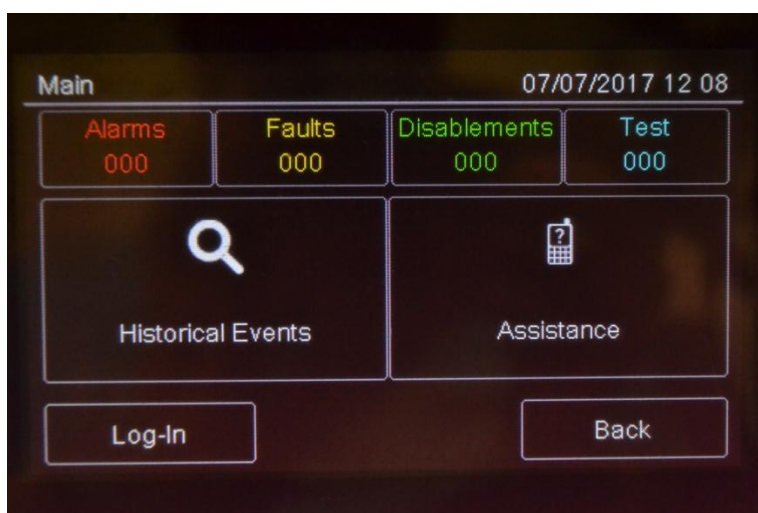 Main 07/07/2017 12 08
Alarms Faults Disablements Test
000 000 000 000
?
Historical Events Assistance
Log-In Back